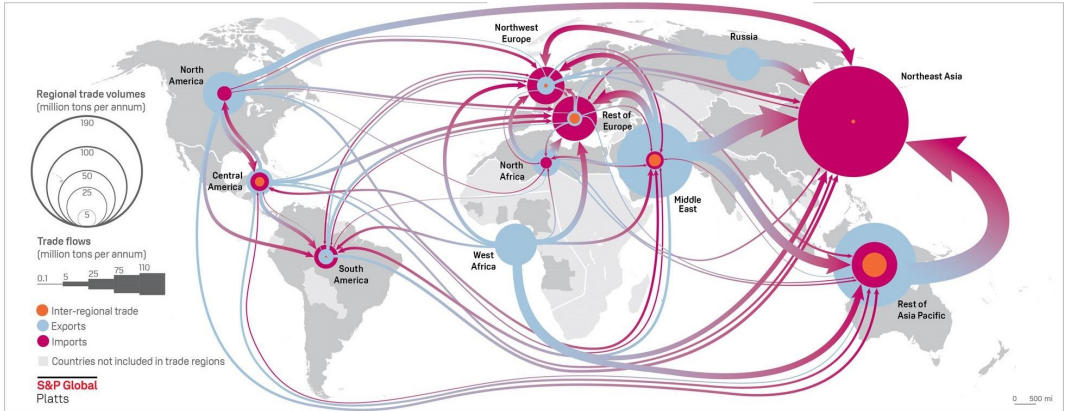 Regional trade volumes
(million tons per annum)
190
100
50
25
5
Trade flows
(million tons per annum)
0.1
5
25
75
110
Inter-regional trade
Exports
Imports
Countries not included in trade regions
S&P Global
Platts
North
America
Central
America
South
America
Northwest
Europe
Rest of
Europe
North
Africa
West
Africa
Middle
East
Russia
Northeast Asia
Rest of
Asia Pacific
0 500 mi